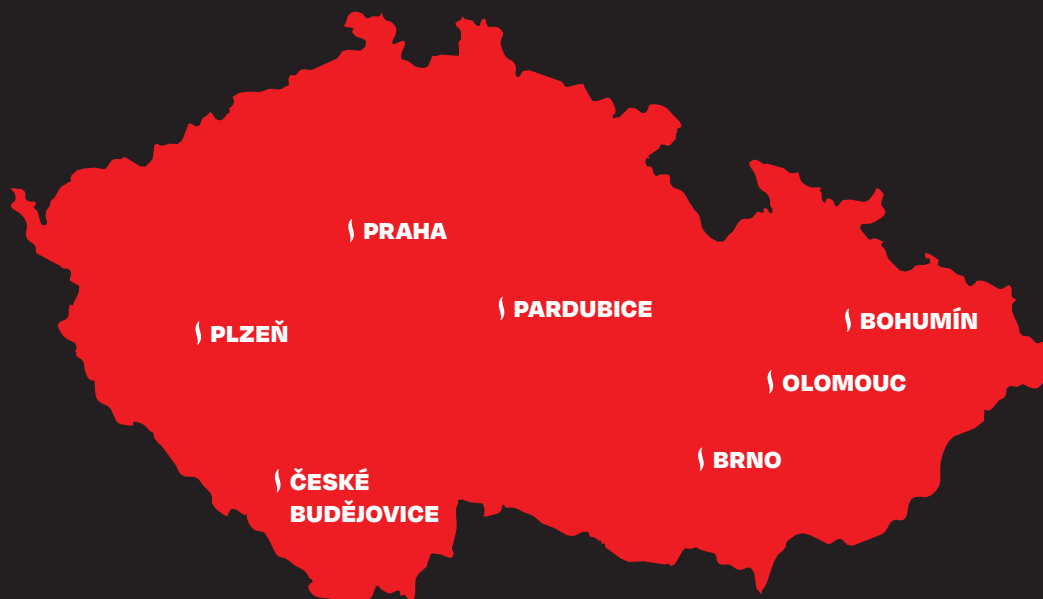 PRAHA
PARDUBICE
BOHUMÍN
PLZEŇ
OLOMOUC
BRNO
ČESKÉ
BUDĚJOVICE